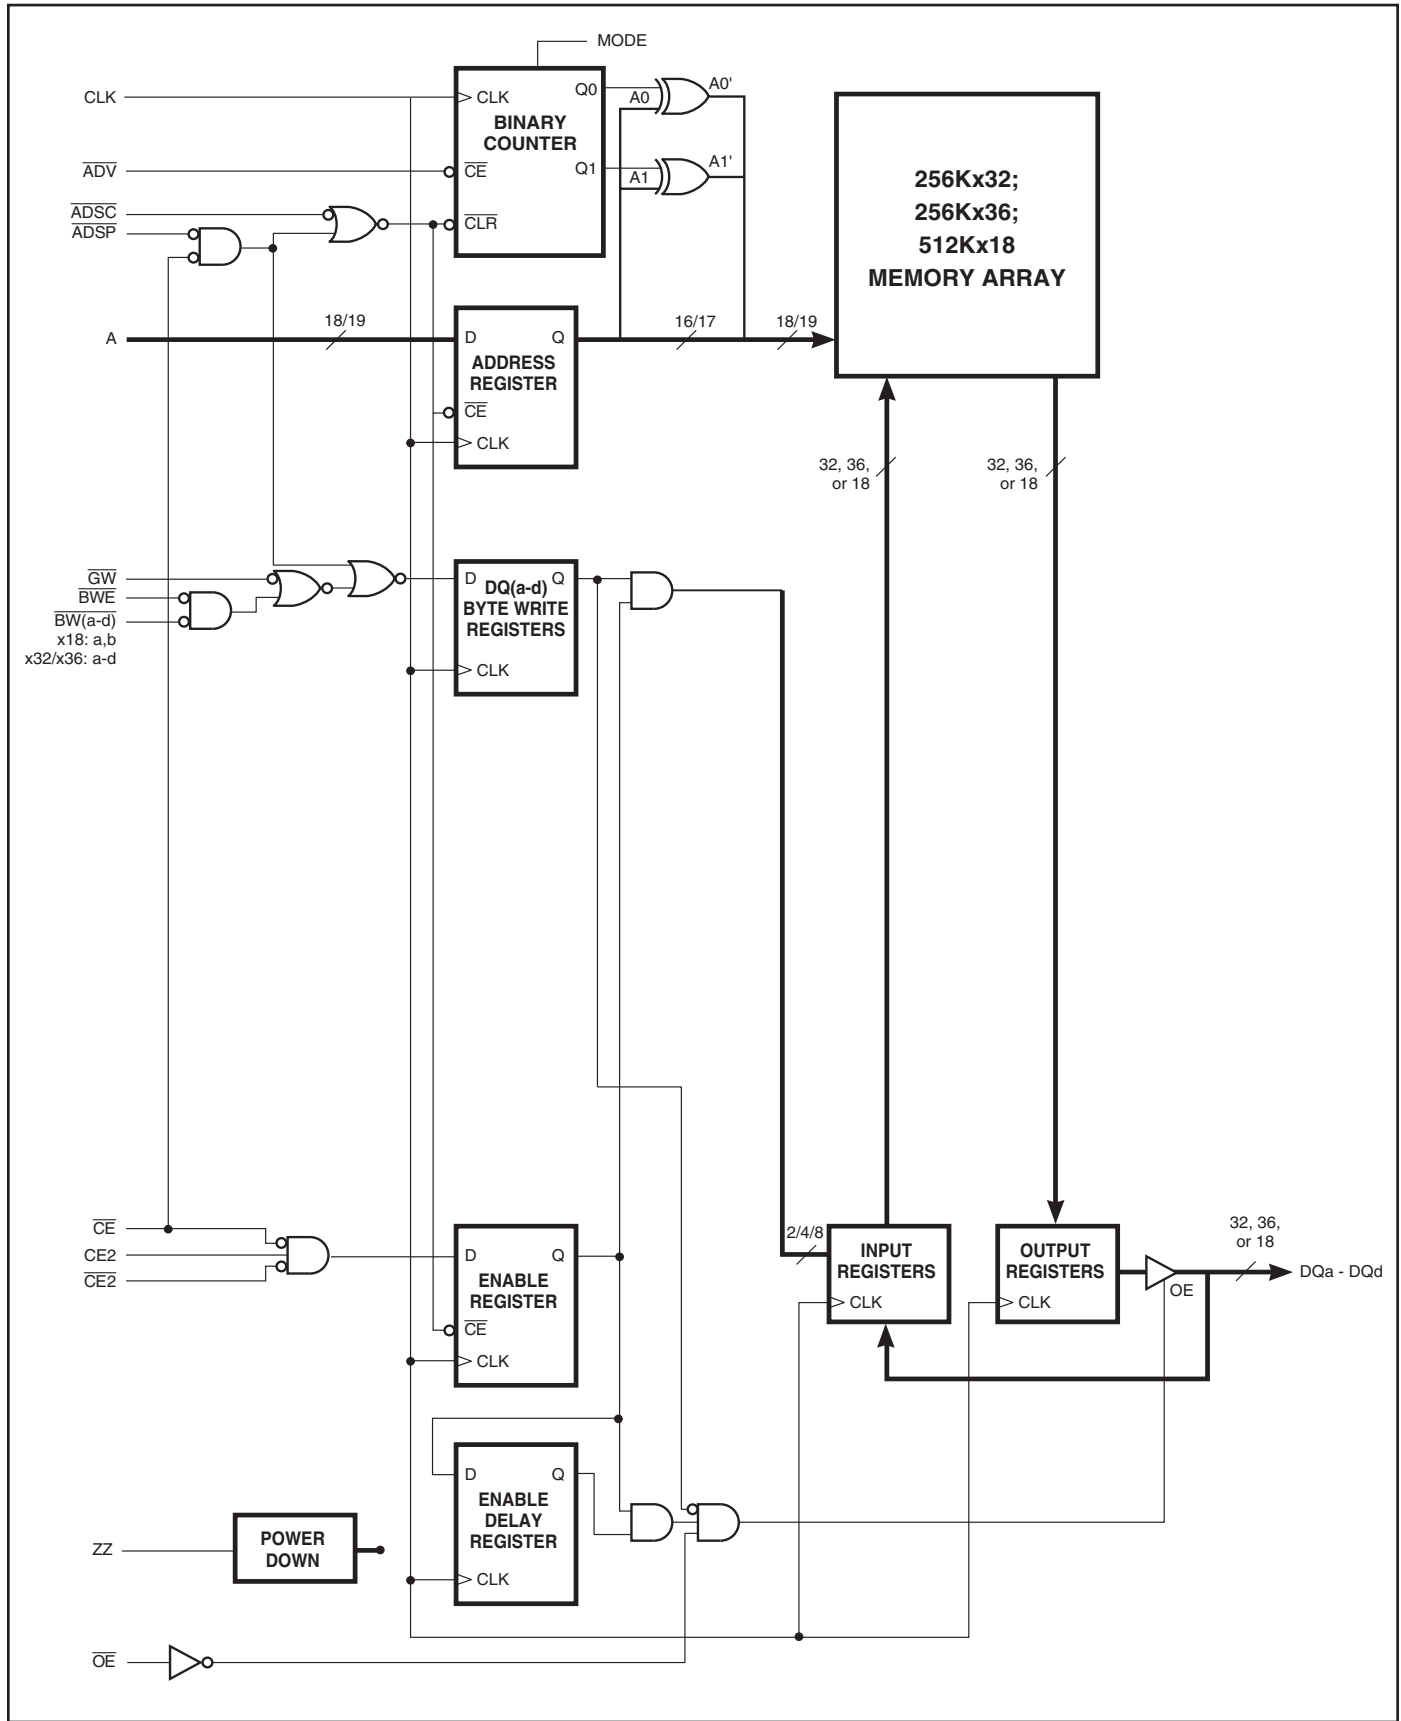 MODE
CLK
CLK
Q0
A0
A0'
BINARY
COUNTER
ADV
CE
Q1
A1
A1'
ADSC
ADSP
CLR
256Kx32;
256Kx36;
512Kx18
MEMORY ARRAY
A
18/19
D
Q
16/17
18/19
ADDRESS
REGISTER
CE
CLK
32, 36,
or 18
32, 36,
or 18
GW
BWE
BW(a-d)
x18: a,b
x32/x36: a-d
D
Q
DQ(a-d)
BYTE WRITE
REGISTERS
CLK
CE
CE2
CE2
D
Q
ENABLE
REGISTER
CE
CLK
2/4/8
INPUT
REGISTERS
CLK
OUTPUT
REGISTERS
CLK
OE
32, 36,
or 18
DQa - DQd
D
Q
ENABLE
DELAY
REGISTER
CLK
ZZ
POWER
DOWN
OE